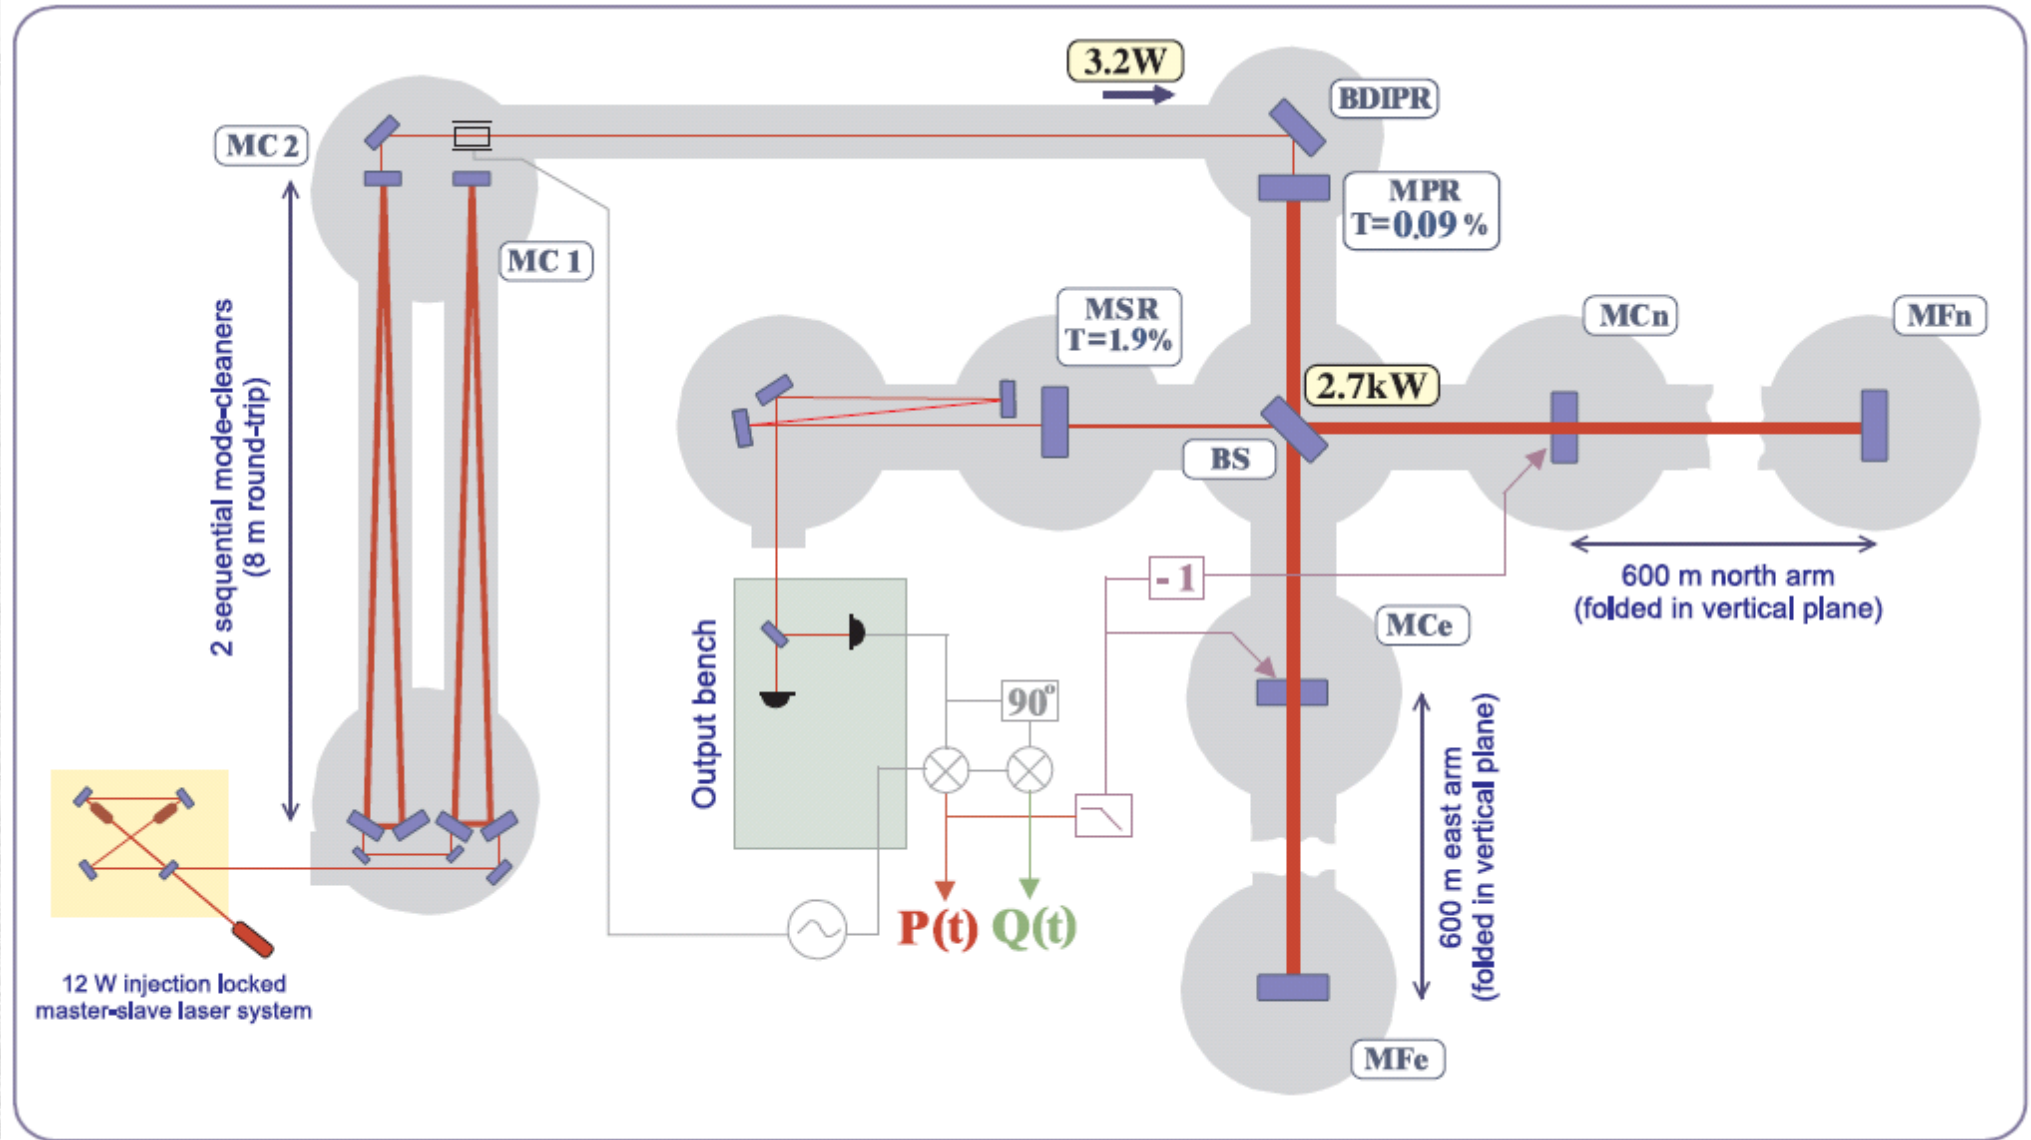 3.2W
BDIPR
MC 2
MPR
T=0.09 %
MC 1
MSR
T=1.9%
MCn
MFn
2.7kW
BS
2 sequential mode-cleaners
(8 m round-trip)
- 1
600 m north arm
(folded in vertical plane)
MCe
Output bench
90°
600 m east arm
(folded in vertical plane)
P(t) Q(t)
12 W injection locked
master-slave laser system
MFe